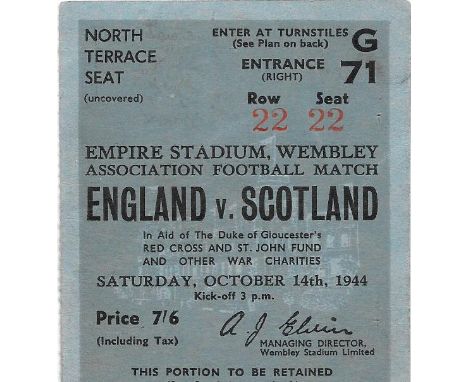 NORTH
TERRACE
SEAT
(uncovered)
ENTER AT TURNSTILES G
(See Plan on back)
ENTRANCE 71
(RIGHT)
Row Seat
22 22
EMPIRE STADIUM, WEMBLEY
ASSOCIATION FOOTBALL MATCH
ENGLAND v. SCOTLAND
In Aid of The Duke of Gloucester's
RED CROSS AND ST. JOHN FUND
AND OTHER WAR CHARITIES
SATURDAY, OCTOBER 14th, 1944
Kick-off 3 p.m.
Price 7/6
(Including Tax)
A J Elvin
MANAGING DIRECTOR,
Wembley Stadium Limited
THIS PORTION TO BE RETAINED